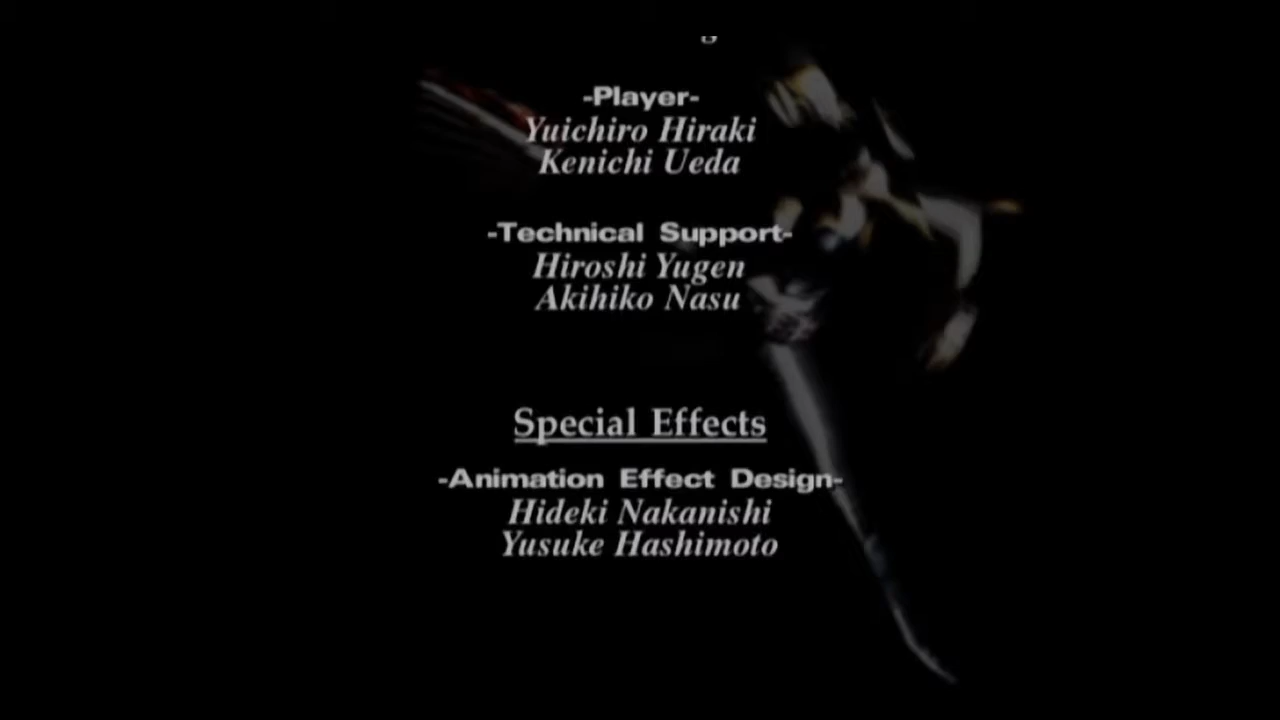 -Player-
Yuichiro Hiraki
Kenichi Ueda
-Technical Support-
Hiroshi Yugen
Akihiko Nasu
Special Effects
-Animation Effect Design-
Hideki Nakanishi
Yusuke Hashimoto